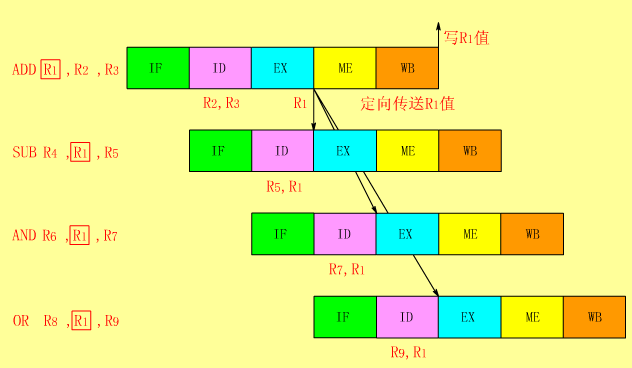 写R1值
ADD R1 , R2 , R3 IF ID EX ME WB
R2, R3 R1 定向传送R1值
SUB R4 , R1 , R5 IF ID EX ME WB
R5, R1
AND R6 , R1 , R7 IF ID EX ME WB
R7, R1
OR R8 , R1 , R9 IF ID EX ME WB
R9, R1